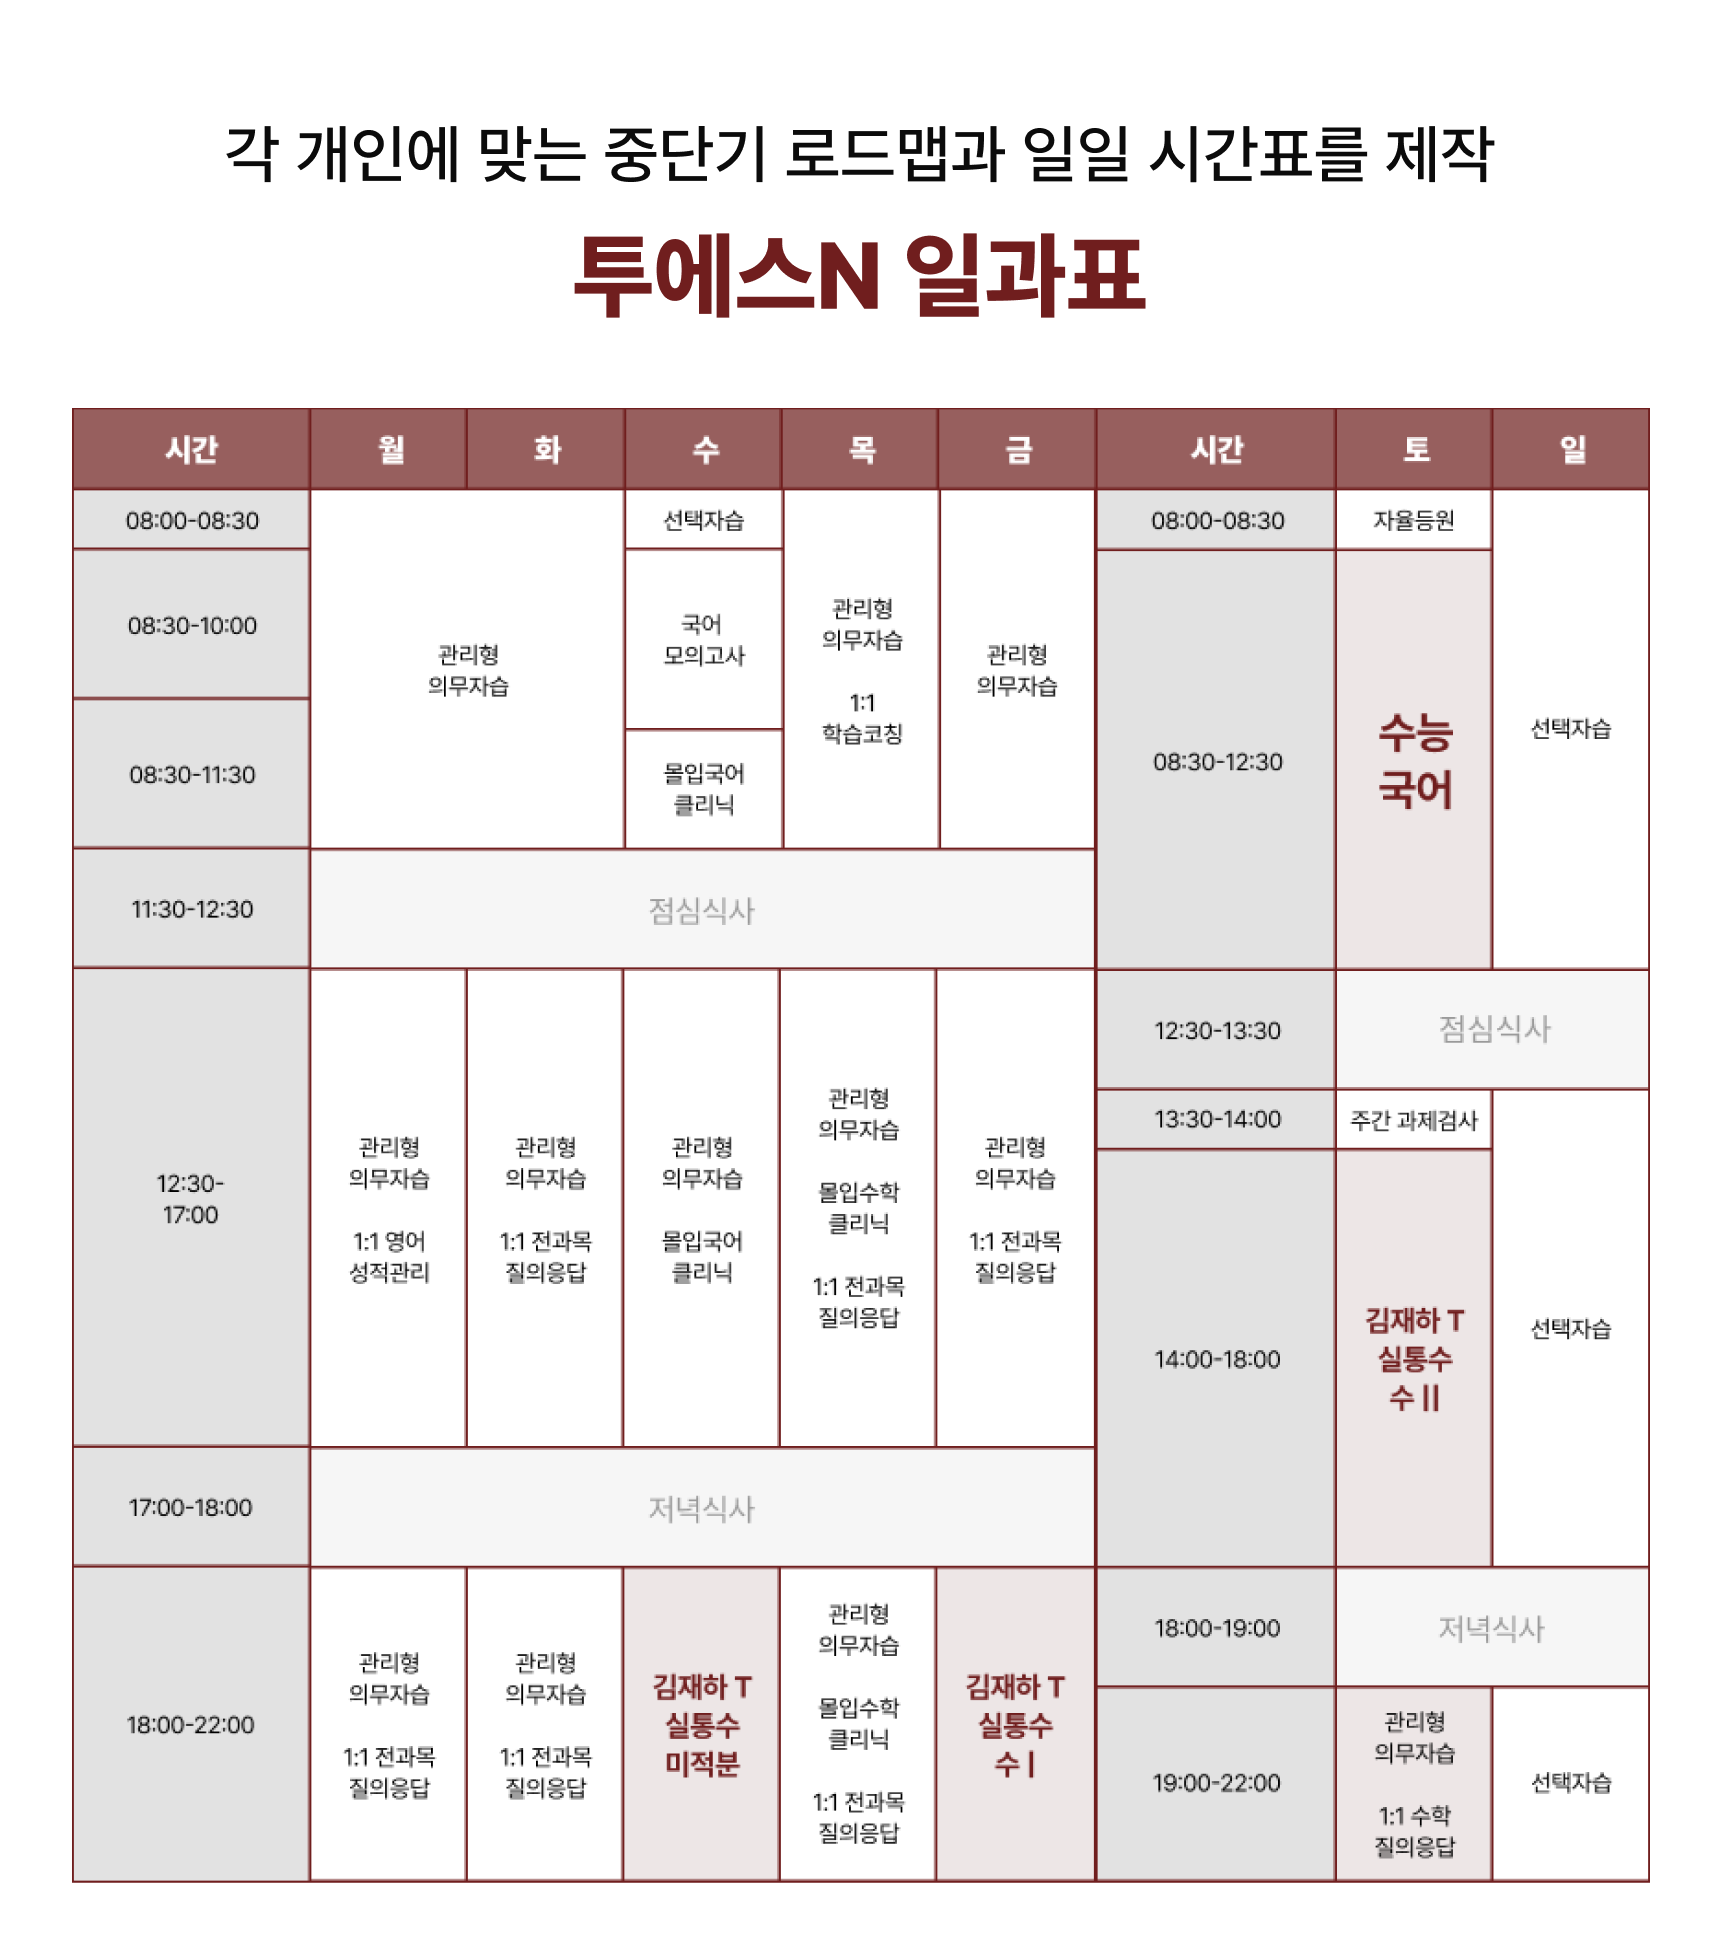 각 개인에 맞는 중단기 로드맵과 일일 시간표를 제작
투에스N 일과표
시간 월 화 수 목 금 시간 토 일
08:00-08:30
08:30-10:00
08:30-11:30
관리형
의무자습
선택자습
국어
모의고사
몰입국어
클리닉
관리형
의무자습
1:1
학습코칭
관리형
의무자습
11:30-12:30
점심식사
12:30-
17:00
관리형
의무자습
1:1 영어
성적관리
관리형
의무자습
1:1 전과목
질의응답
관리형
의무자습
몰입국어
클리닉
관리형
의무자습
몰입수학
클리닉
1:1 전과목
질의응답
관리형
의무자습
1:1 전과목
질의응답
17:00-18:00
저녁식사
18:00-22:00
관리형
의무자습
1:1 전과목
질의응답
관리형
의무자습
1:1 전과목
질의응답
김재하 T
실통수
미적분
관리형
의무자습
몰입수학
클리닉
1:1 전과목
질의응답
김재하 T
실통수
수 I
08:00-08:30
자율등원
08:30-12:30
수능
국어
선택자습
12:30-13:30
점심식사
13:30-14:00
주간 과제검사
14:00-18:00
김재하 T
실통수
수 II
선택자습
18:00-19:00
저녁식사
19:00-22:00
관리형
의무자습
1:1 수학
질의응답
선택자습